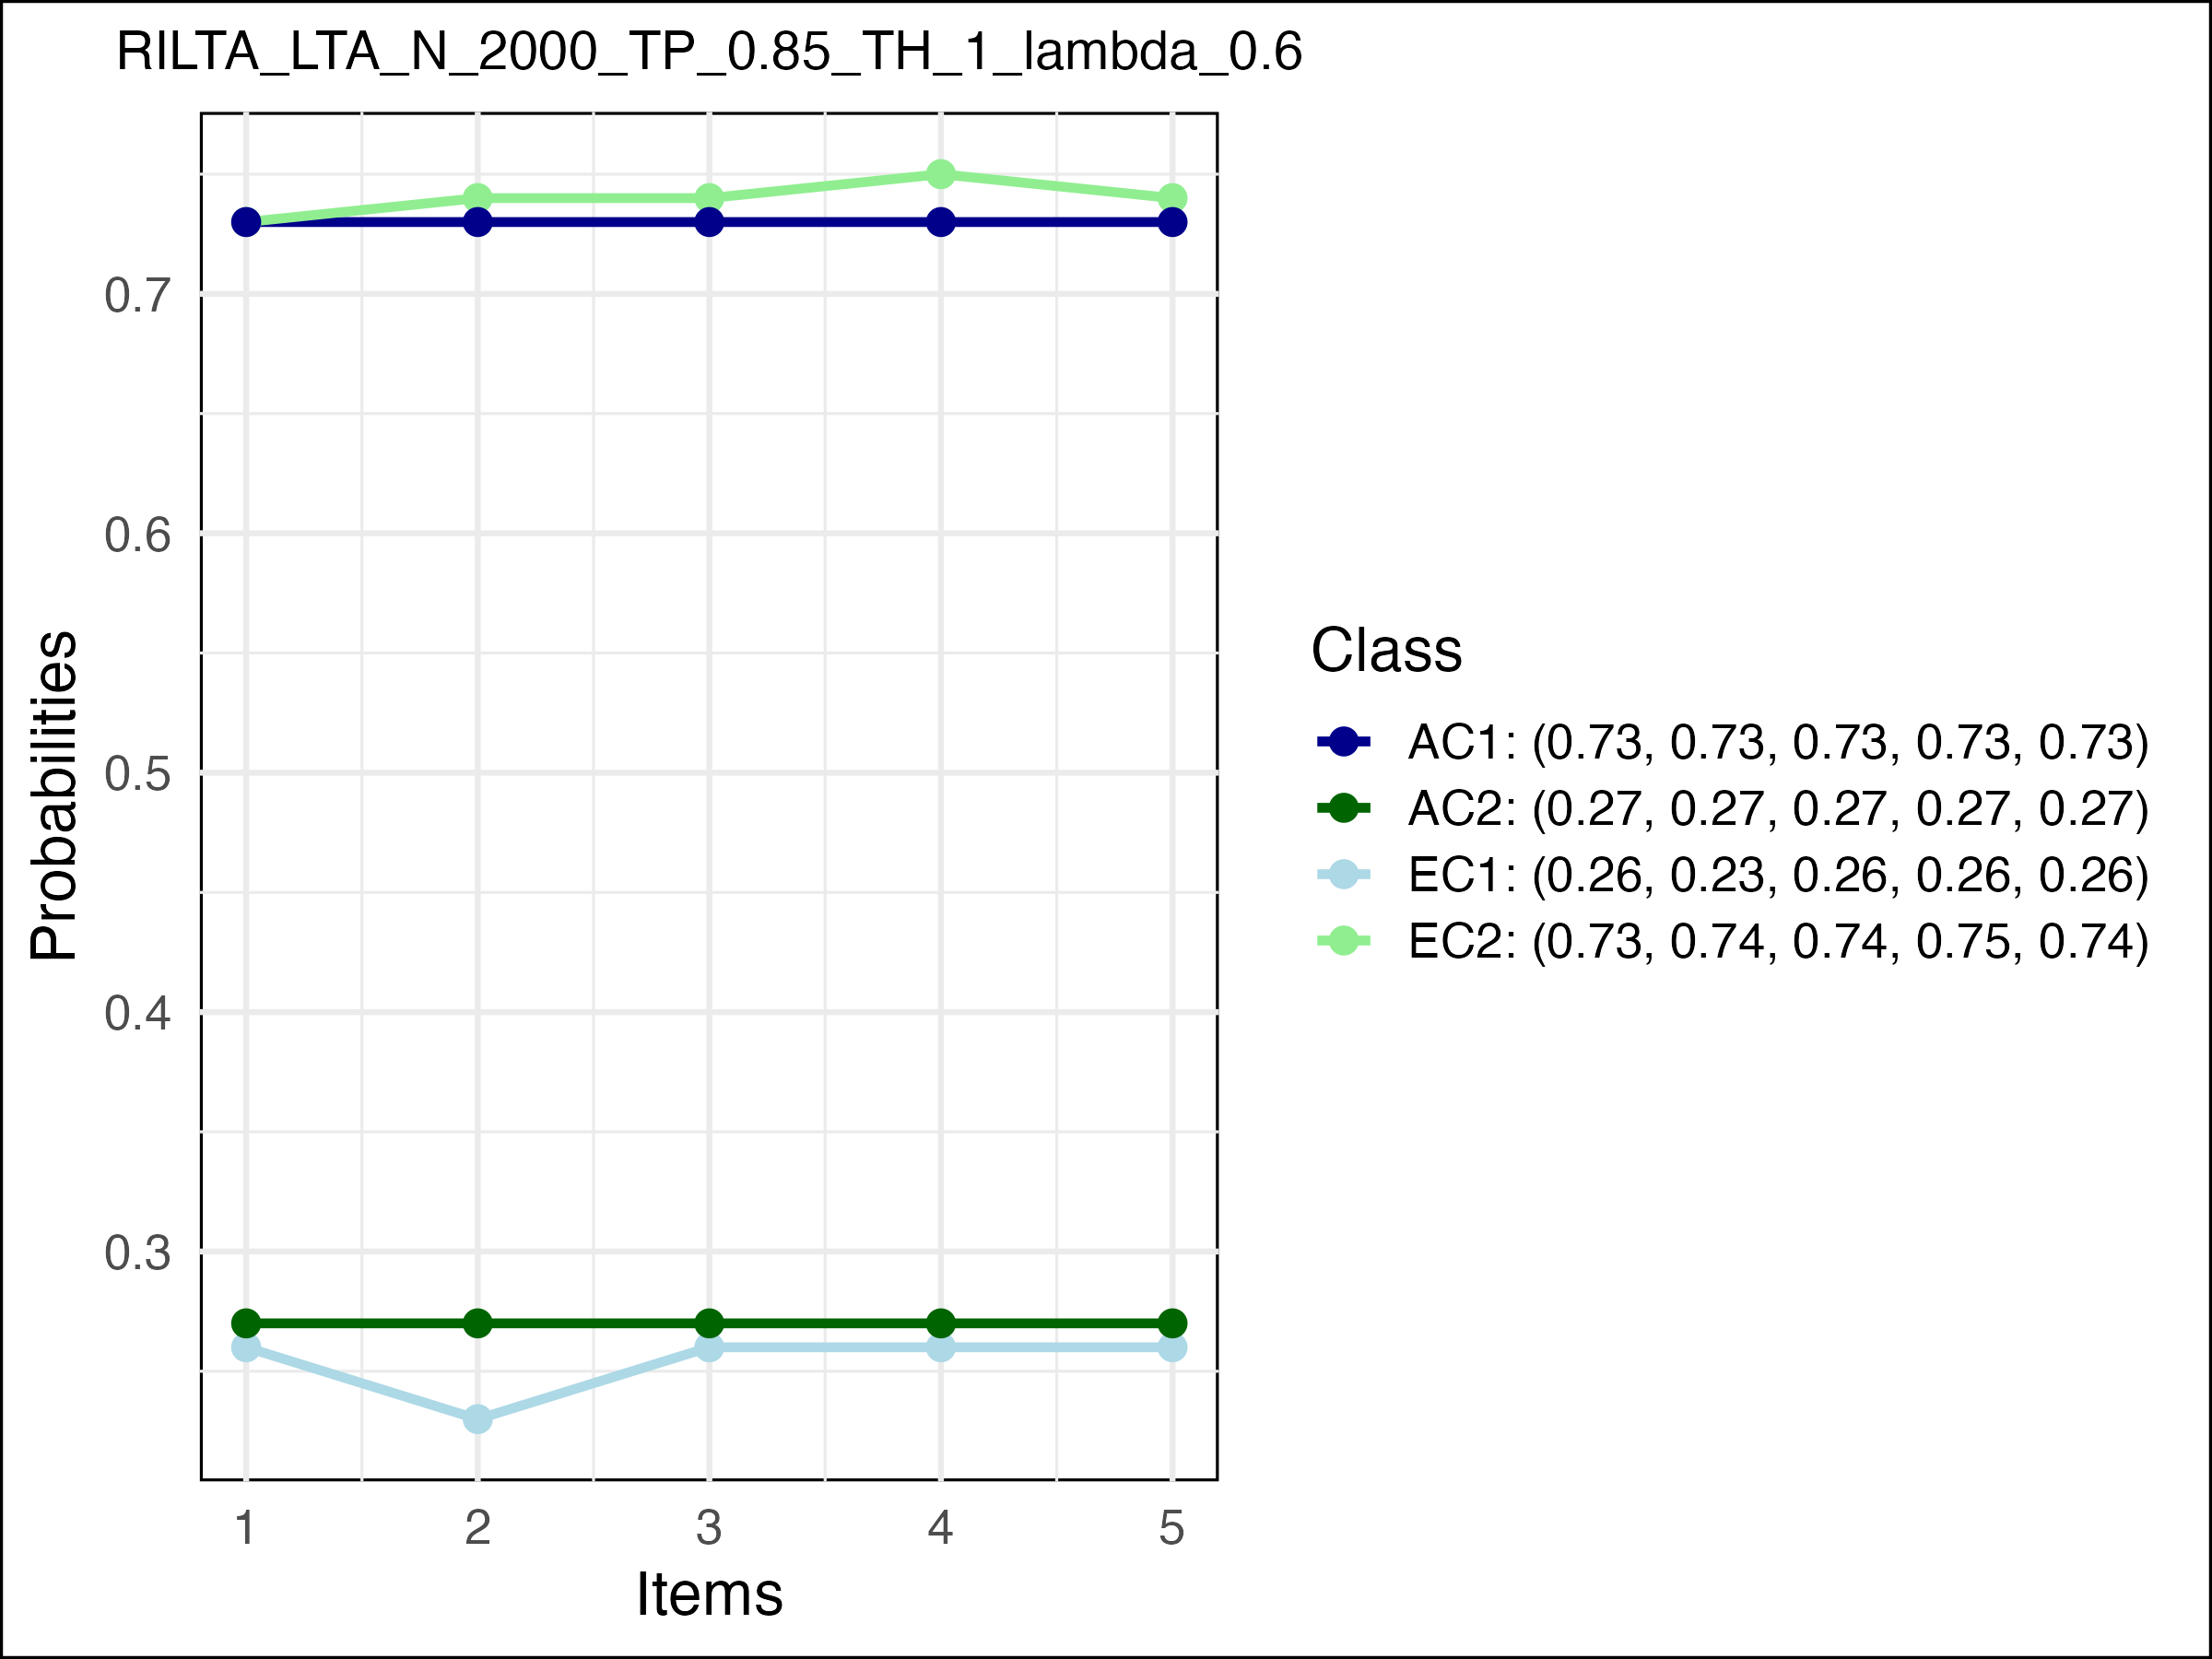 RILTA_LTA_N_2000_TP_0.85_TH_1_lambda_0.6
Probabilities
0.7
0.6
0.5
0.4
0.3
1 2 3 4 5
Items
Class
AC1: (0.73, 0.73, 0.73, 0.73, 0.73)
AC2: (0.27, 0.27, 0.27, 0.27, 0.27)
EC1: (0.26, 0.23, 0.26, 0.26, 0.26)
EC2: (0.73, 0.74, 0.74, 0.75, 0.74)